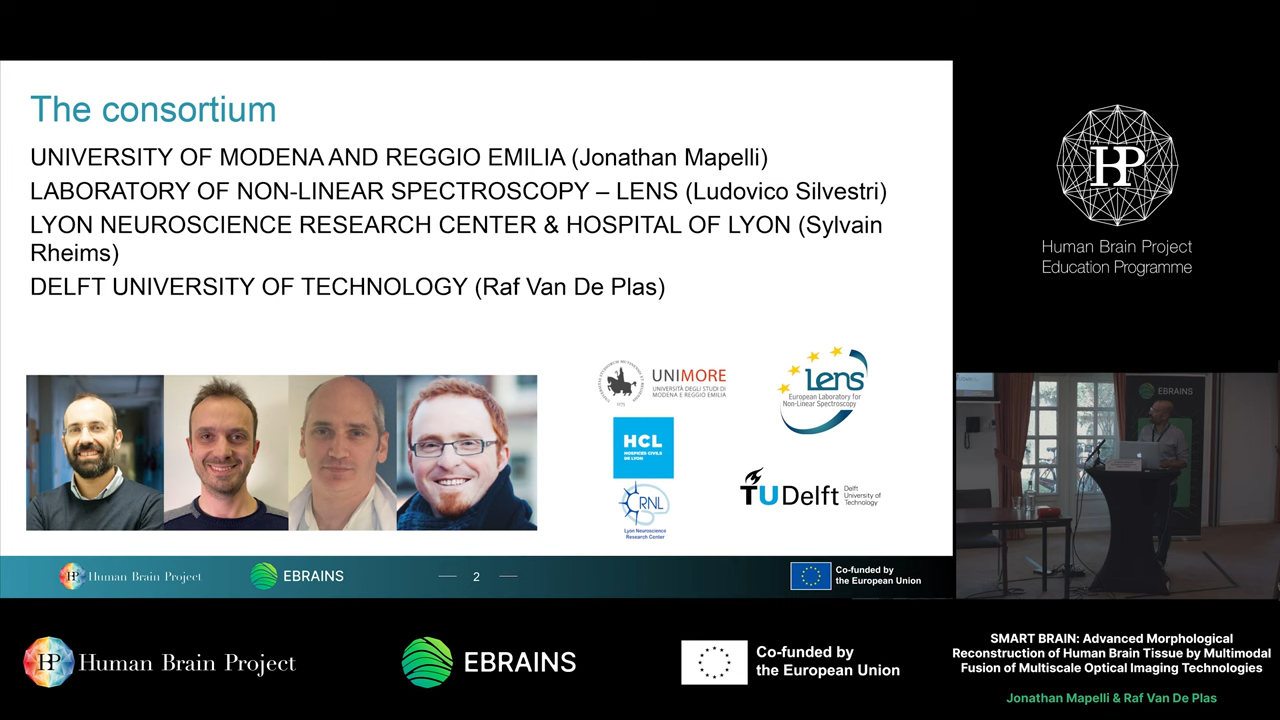 The consortium
UNIVERSITY OF MODENA AND REGGIO EMILIA (Jonathan Mapelli)
LABORATORY OF NON-LINEAR SPECTROSCOPY – LENS (Ludovico Silvestri)
LYON NEUROSCIENCE RESEARCH CENTER & HOSPITAL OF LYON (Sylvain
Rheims)
DELFT UNIVERSITY OF TECHNOLOGY (Raf Van De Plas)
UNIMORE
UNIVERSITÀ DEGLI STUDI DI
MODENA E REGGIO EMILIA
1175
Lens
European Laboratory for
Non-Linear Spectroscopy
HCL
HOSPICES CIVILS
DE LYON
CRNL
Lyon Neuroscience
Research Center
TUDelft
Delft
University of
Technology
HP Human Brain Project
EBRAINS
2
Co-funded by
the European Union
HBP
Human Brain Project
Education Programme
EBRAINS
HP Human Brain Project
EBRAINS
Co-funded by
the European Union
SMART BRAIN: Advanced Morphological
Reconstruction of Human Brain Tissue by Multimodal
Fusion of Multiscale Optical Imaging Technologies
Jonathan Mapelli & Raf Van De Plas